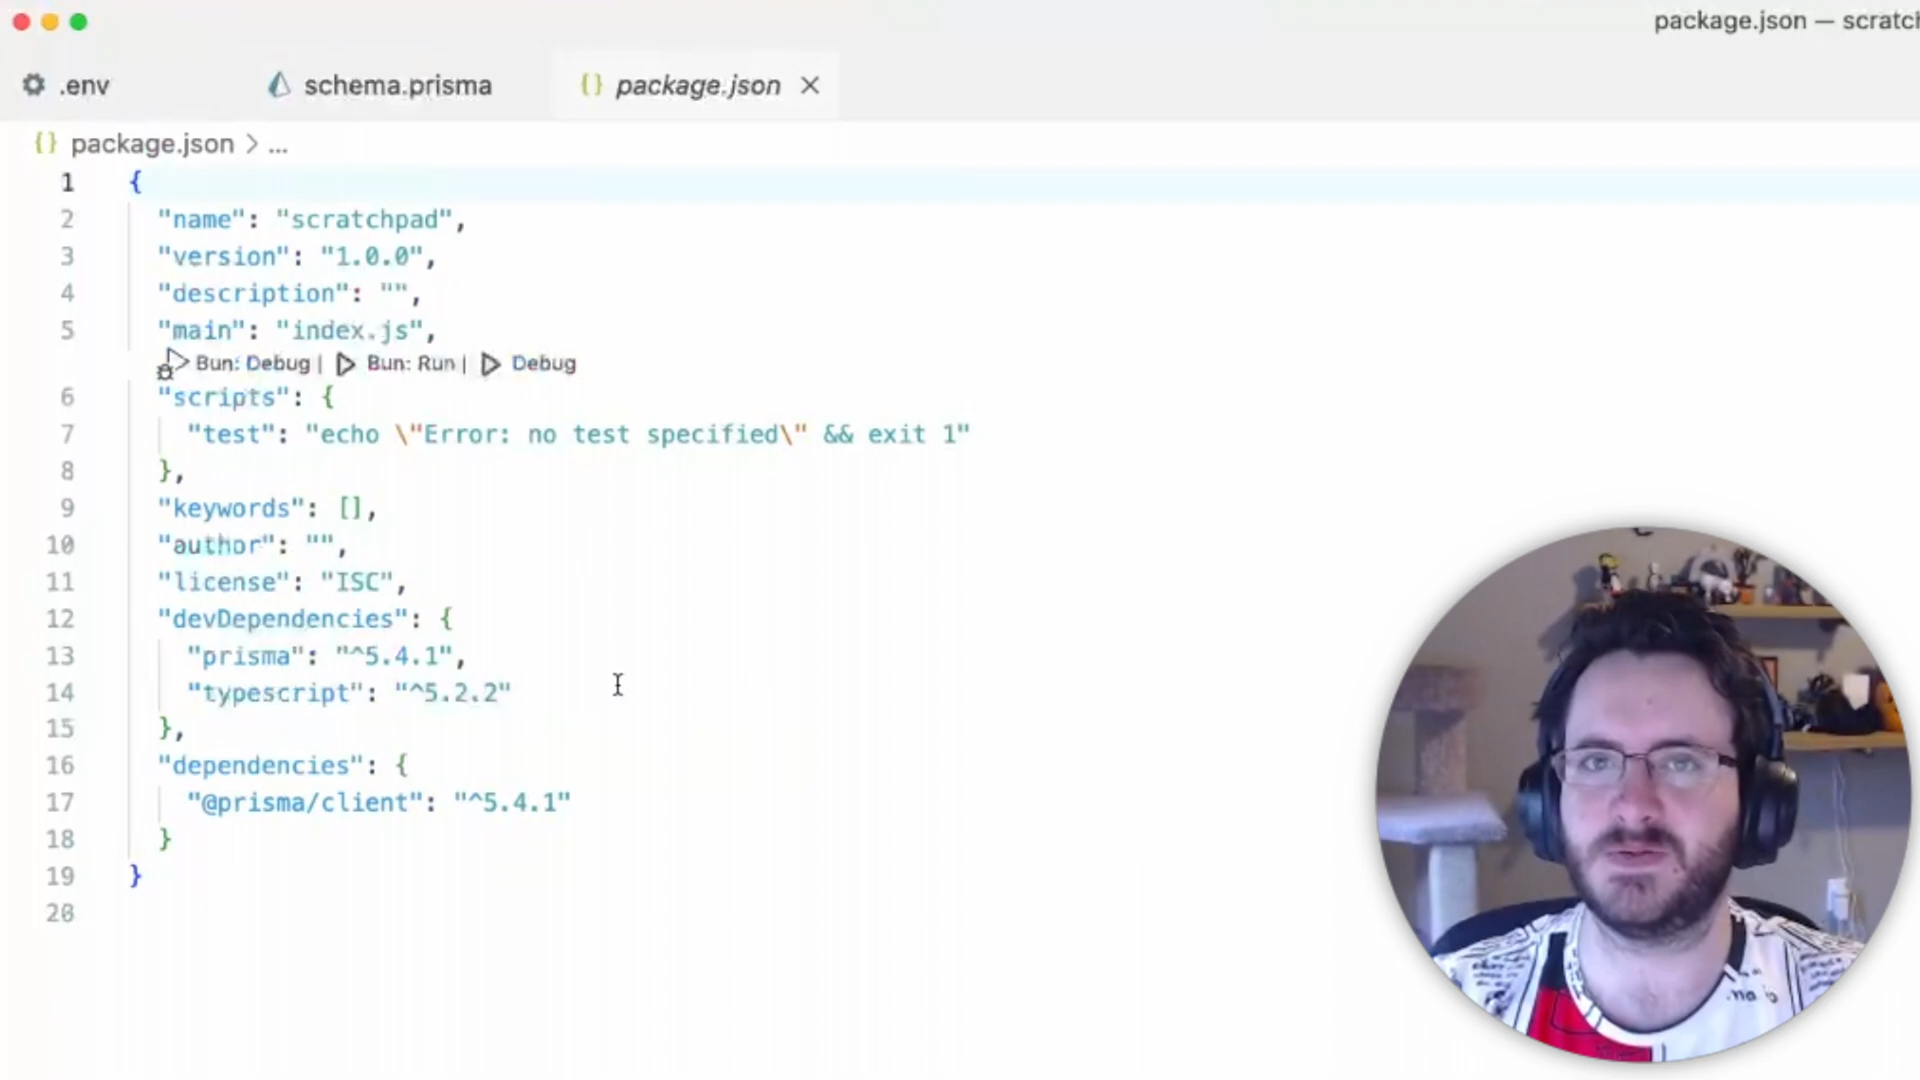 package.json — scratch
.env
schema.prisma
package.json
package.json > ...
1 {
2 "name": "scratchpad",
3 "version": "1.0.0",
4 "description": "",
5 "main": "index.js",
Bun: Debug | Bun: Run | Debug
6 "scripts": {
7 "test": "echo \"Error: no test specified\" && exit 1"
8 },
9 "keywords": [],
10 "author": "",
11 "license": "ISC",
12 "devDependencies": {
13 "prisma": "^5.4.1",
14 "typescript": "^5.2.2"
15 },
16 "dependencies": {
17 "@prisma/client": "^5.4.1"
18 }
19 }
20